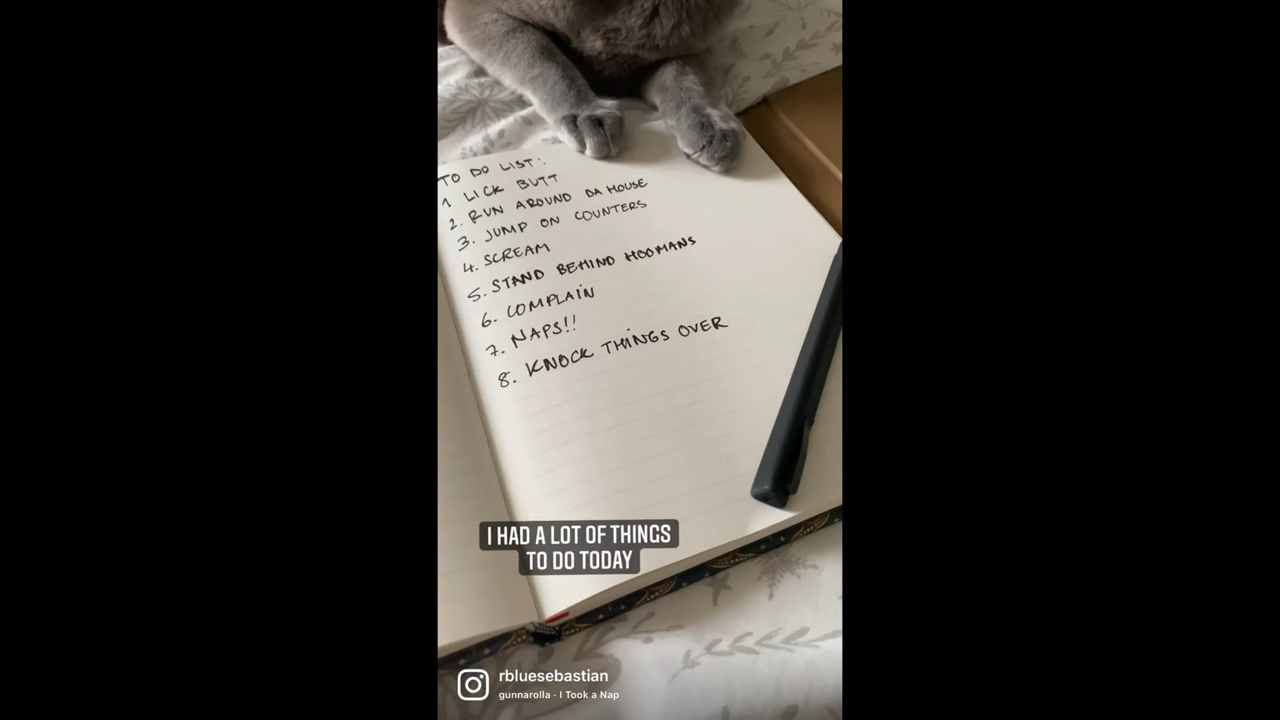 TO DO LIST:
1 LICK BUTT
2. RUN AROUND DA HOUSE
3. JUMP ON COUNTERS
4. SCREAM
5. STAND BEHIND HOOMANS
6. COMPLAIN
7. NAPS!!
8. KNOCK THINGS OVER
I HAD A LOT OF THINGS
TO DO TODAY
rbluesebastian
gunnarolla · I Took a Nap